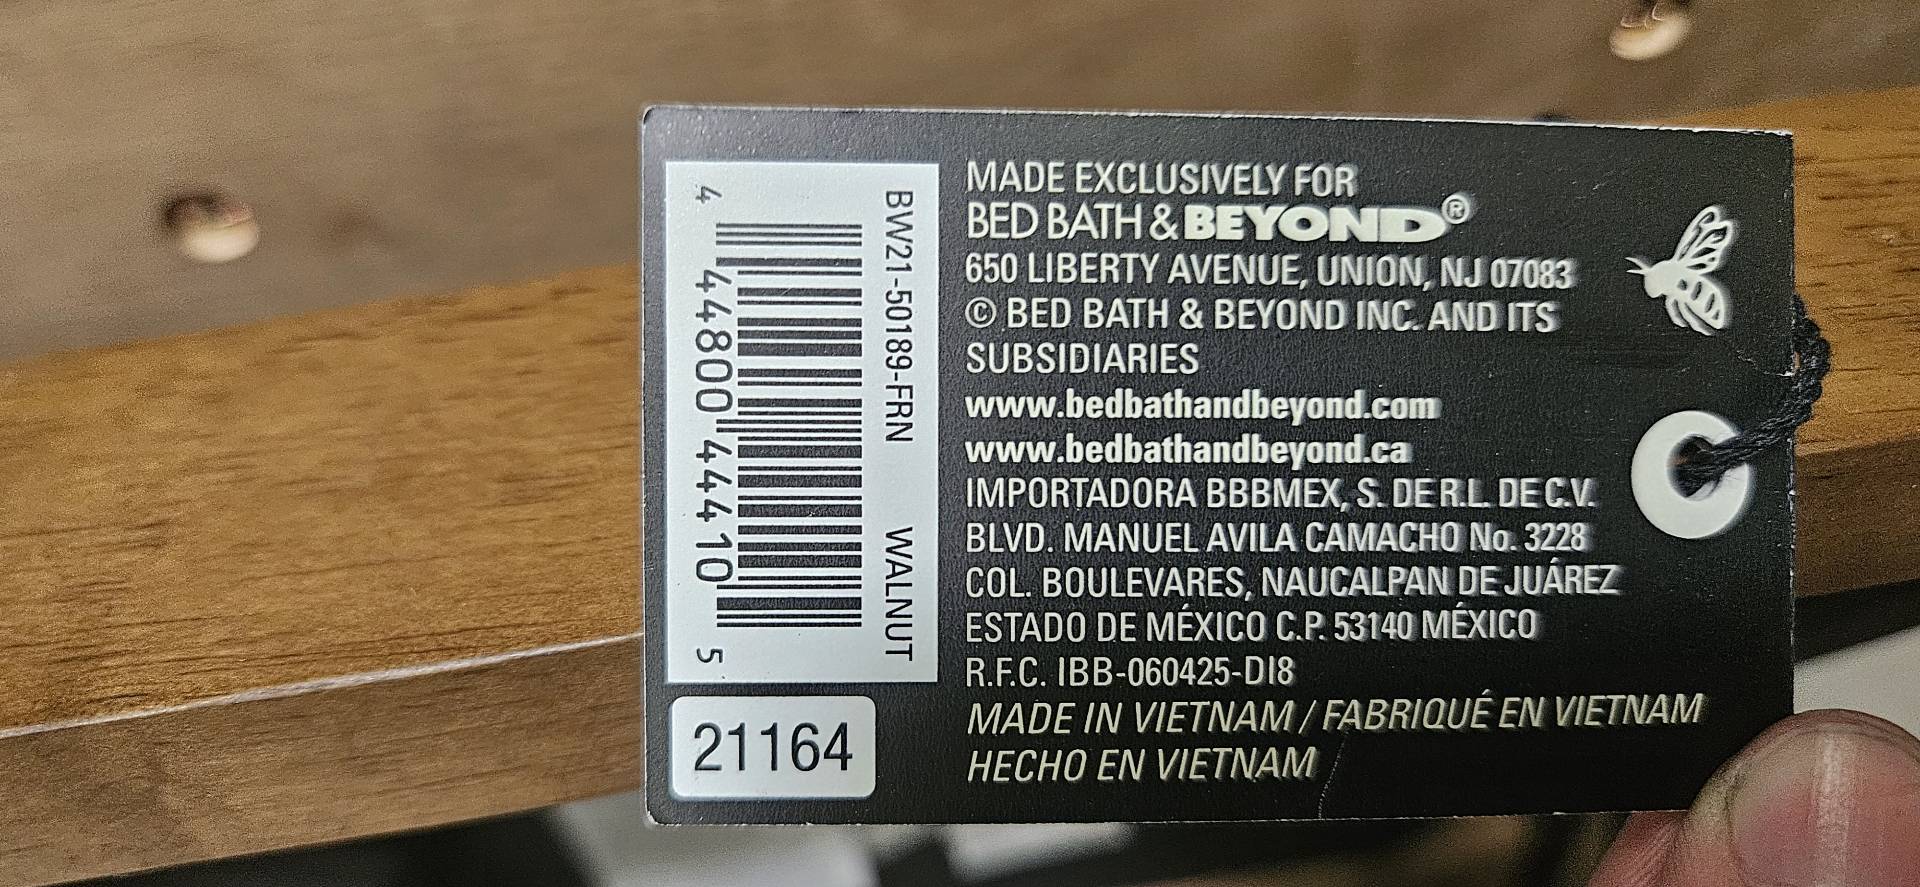 BW21-50189-FRN WALNUT
4 44800 44410 5
21164
MADE EXCLUSIVELY FOR
BED BATH & BEYOND®
650 LIBERTY AVENUE, UNION, NJ 07083
© BED BATH & BEYOND INC. AND ITS
SUBSIDIARIES
www.bedbathandbeyond.com
www.bedbathandbeyond.ca
IMPORTADORA BBBMEX, S. DE R.L. DE C.V.
BLVD. MANUEL AVILA CAMACHO No. 3228
COL. BOULEVARES, NAUCALPAN DE JUÁREZ
ESTADO DE MÉXICO C.P. 53140 MÉXICO
R.F.C. IBB-060425-DI8
MADE IN VIETNAM / FABRIQUÉ EN VIETNAM
HECHO EN VIETNAM